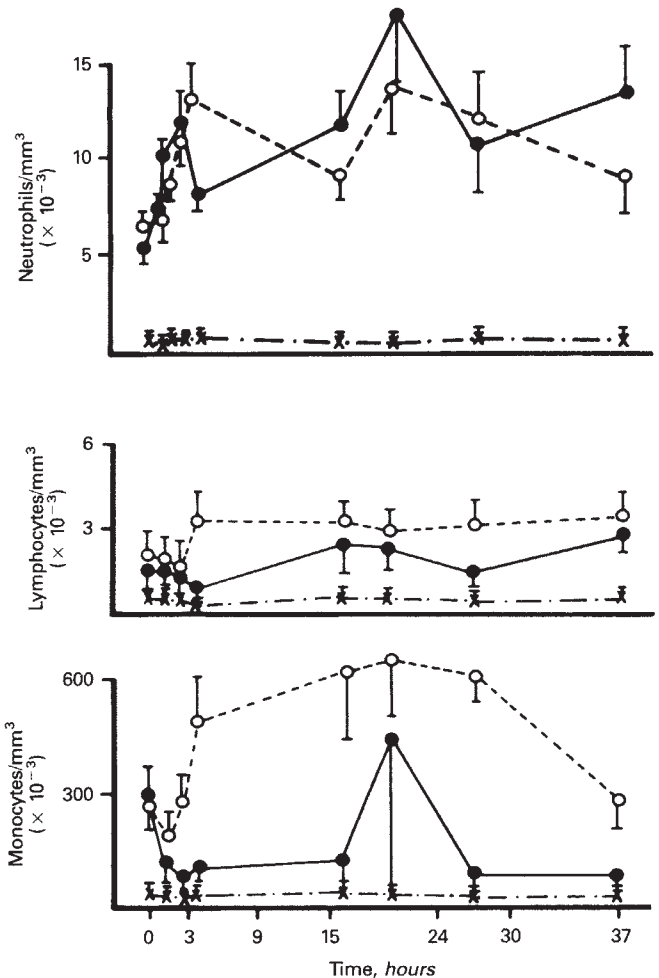 15
10
5
Neutrophils/mm³
(× 10⁻³)
6
3
Lymphocytes/mm³
(× 10⁻³)
600
300
Monocytes/mm³
(× 10⁻³)
0 3 9 15 24 30 37
Time, hours